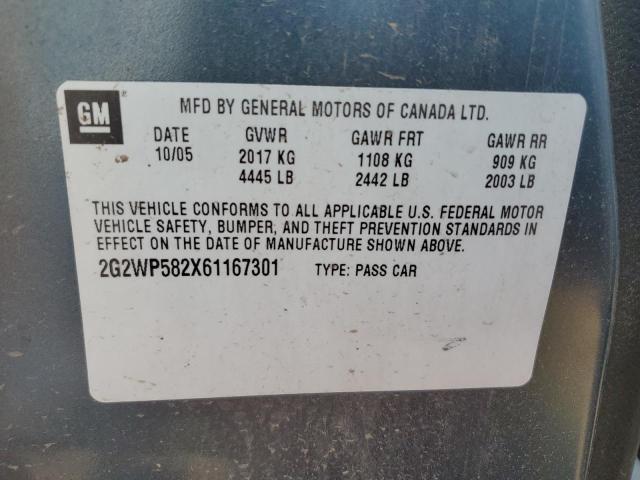 GM
MFD BY GENERAL MOTORS OF CANADA LTD.
DATE GVWR GAWR FRT GAWR RR
10/05 2017 KG 1108 KG 909 KG
4445 LB 2442 LB 2003 LB
THIS VEHICLE CONFORMS TO ALL APPLICABLE U.S. FEDERAL MOTOR
VEHICLE SAFETY, BUMPER, AND THEFT PREVENTION STANDARDS IN
EFFECT ON THE DATE OF MANUFACTURE SHOWN ABOVE.
2G2WP582X61167301 TYPE: PASS CAR